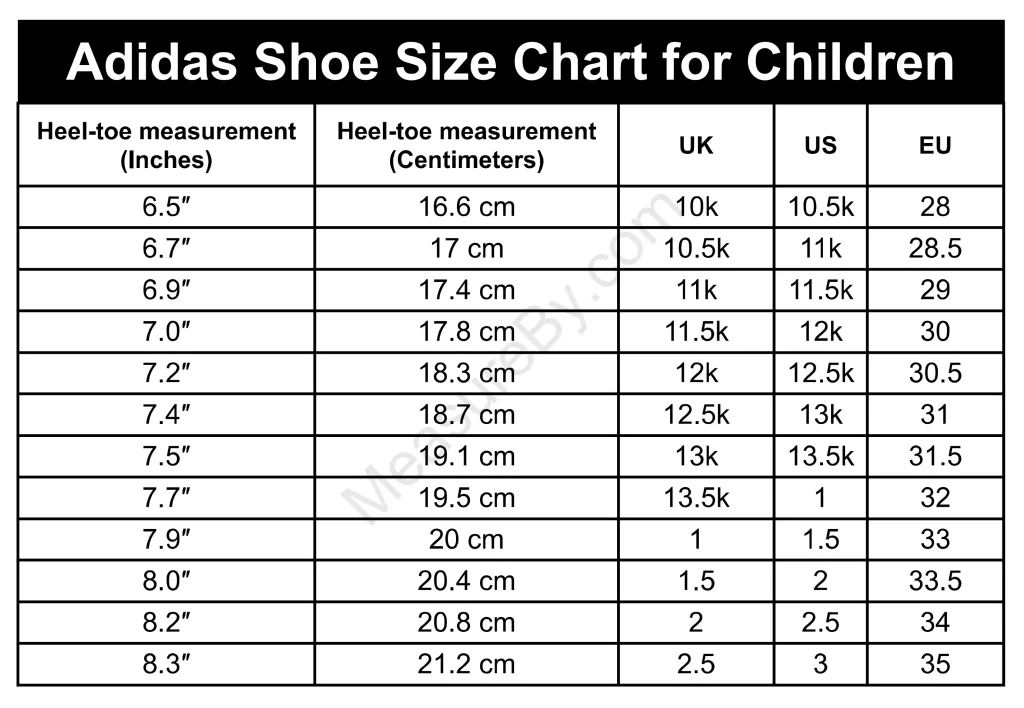 Adidas Shoe Size Chart for Children
Heel-toe measurement (Inches) Heel-toe measurement (Centimeters) UK US EU
6.5″ 16.6 cm 10k 10.5k 28
6.7″ 17 cm 10.5k 11k 28.5
6.9″ 17.4 cm 11k 11.5k 29
7.0″ 17.8 cm 11.5k 12k 30
7.2″ 18.3 cm 12k 12.5k 30.5
7.4″ 18.7 cm 12.5k 13k 31
7.5″ 19.1 cm 13k 13.5k 31.5
7.7″ 19.5 cm 13.5k 1 32
7.9″ 20 cm 1 1.5 33
8.0″ 20.4 cm 1.5 2 33.5
8.2″ 20.8 cm 2 2.5 34
8.3″ 21.2 cm 2.5 3 35
MeasureBy.com